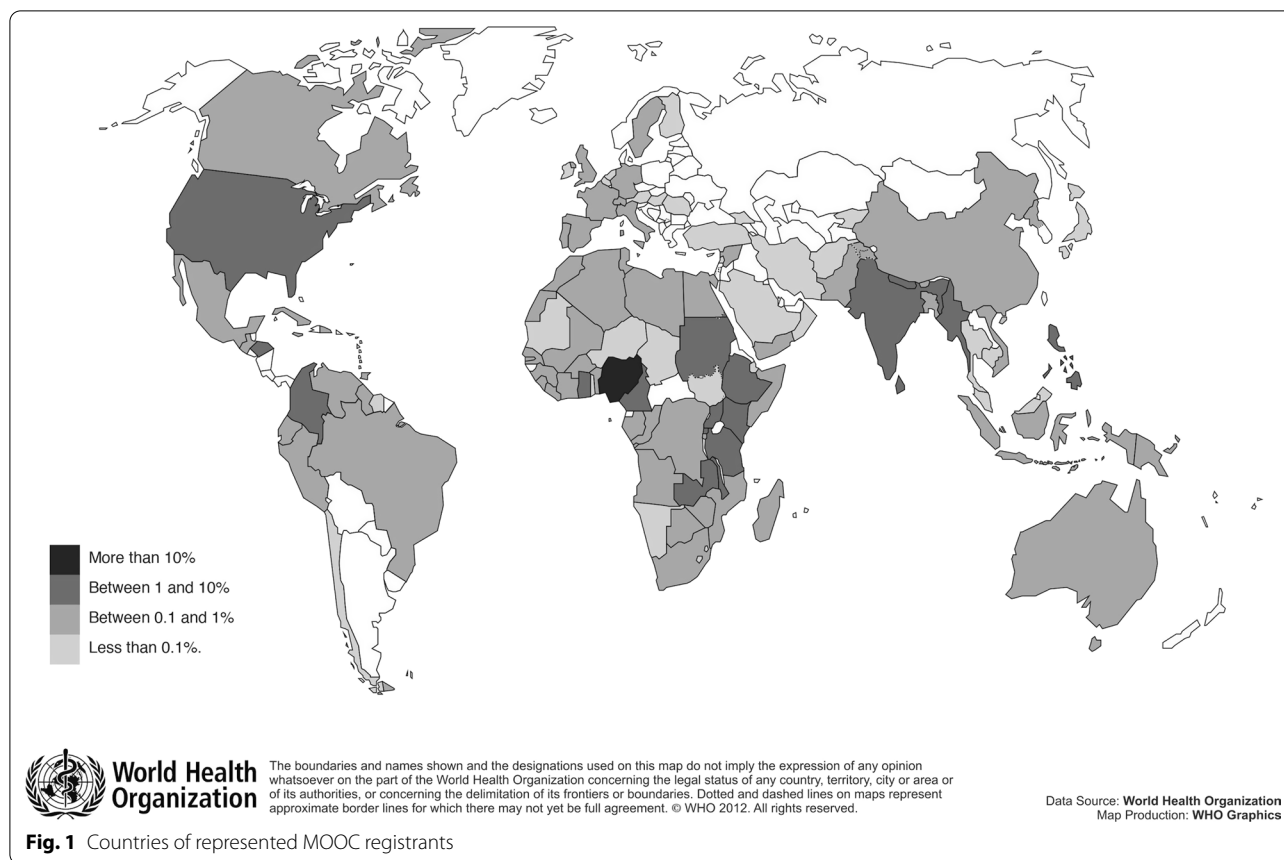 More than 10%
Between 1 and 10%
Between 0.1 and 1%
Less than 0.1%.
World Health
Organization
The boundaries and names shown and the designations used on this map do not imply the expression of any opinion
whatsoever on the part of the World Health Organization concerning the legal status of any country, territory, city or area or
of its authorities, or concerning the delimitation of its frontiers or boundaries. Dotted and dashed lines on maps represent
approximate border lines for which there may not yet be full agreement. © WHO 2012. All rights reserved.
Data Source: World Health Organization
Map Production: WHO Graphics
Fig. 1 Countries of represented MOOC registrants